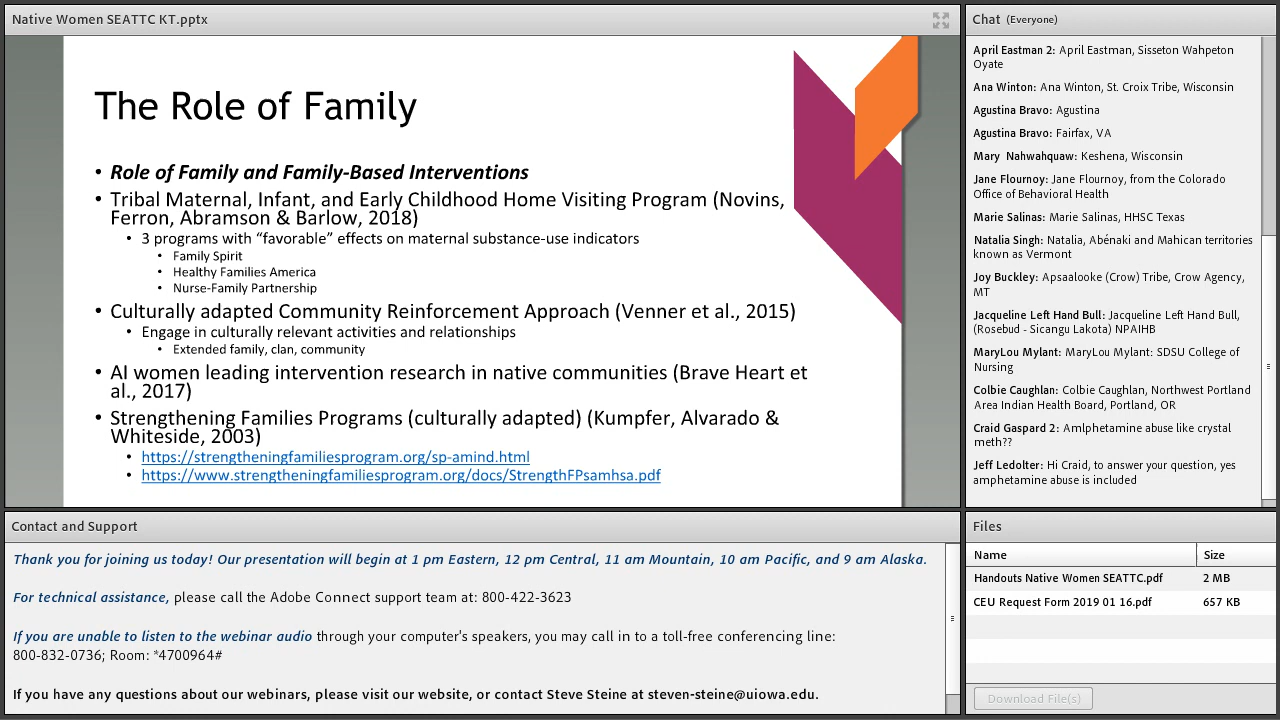 Native Women SEATTC KT.pptx
The Role of Family
• Role of Family and Family-Based Interventions
• Tribal Maternal, Infant, and Early Childhood Home Visiting Program (Novins,
Ferron, Abramson & Barlow, 2018)
• 3 programs with “favorable” effects on maternal substance-use indicators
• Family Spirit
• Healthy Families America
• Nurse-Family Partnership
• Culturally adapted Community Reinforcement Approach (Venner et al., 2015)
• Engage in culturally relevant activities and relationships
• Extended family, clan, community
• AI women leading intervention research in native communities (Brave Heart et
al., 2017)
• Strengthening Families Programs (culturally adapted) (Kumpfer, Alvarado &
Whiteside, 2003)
• https://strengtheningfamiliesprogram.org/sp-amind.html
• https://www.strengtheningfamiliesprogram.org/docs/StrengthFPsamhsa.pdf
Chat (Everyone)
April Eastman 2: April Eastman, Sisseton Wahpeton
Oyate
Ana Winton: Ana Winton, St. Croix Tribe, Wisconsin
Agustina Bravo: Agustina
Agustina Bravo: Fairfax, VA
Mary Nahwahquaw: Keshena, Wisconsin
Jane Flournoy: Jane Flournoy, from the Colorado
Office of Behavioral Health
Marie Salinas: Marie Salinas, HHSC Texas
Natalia Singh: Natalia, Abénaki and Mahican territories
known as Vermont
Joy Buckley: Apsaalooke (Crow) Tribe, Crow Agency,
MT
Jacqueline Left Hand Bull: Jacqueline Left Hand Bull,
(Rosebud - Sicangu Lakota) NPAIHB
MaryLou Mylant: MaryLou Mylant: SDSU College of
Nursing
Colbie Caughlan: Colbie Caughlan, Northwest Portland
Area Indian Health Board, Portland, OR
Craid Gaspard 2: Amlphetamine abuse like crystal
meth??
Jeff Ledolter: Hi Craid, to answer your question, yes
amphetamine abuse is included
Contact and Support
Thank you for joining us today! Our presentation will begin at 1 pm Eastern, 12 pm Central, 11 am Mountain, 10 am Pacific, and 9 am Alaska.
For technical assistance, please call the Adobe Connect support team at: 800-422-3623
If you are unable to listen to the webinar audio through your computer's speakers, you may call in to a toll-free conferencing line:
800-832-0736; Room: *4700964#
If you have any questions about our webinars, please visit our website, or contact Steve Steine at steven-steine@uiowa.edu.
Files
Name Size
Handouts Native Women SEATTC.pdf 2 MB
CEU Request Form 2019 01 16.pdf 657 KB
Download File(s)